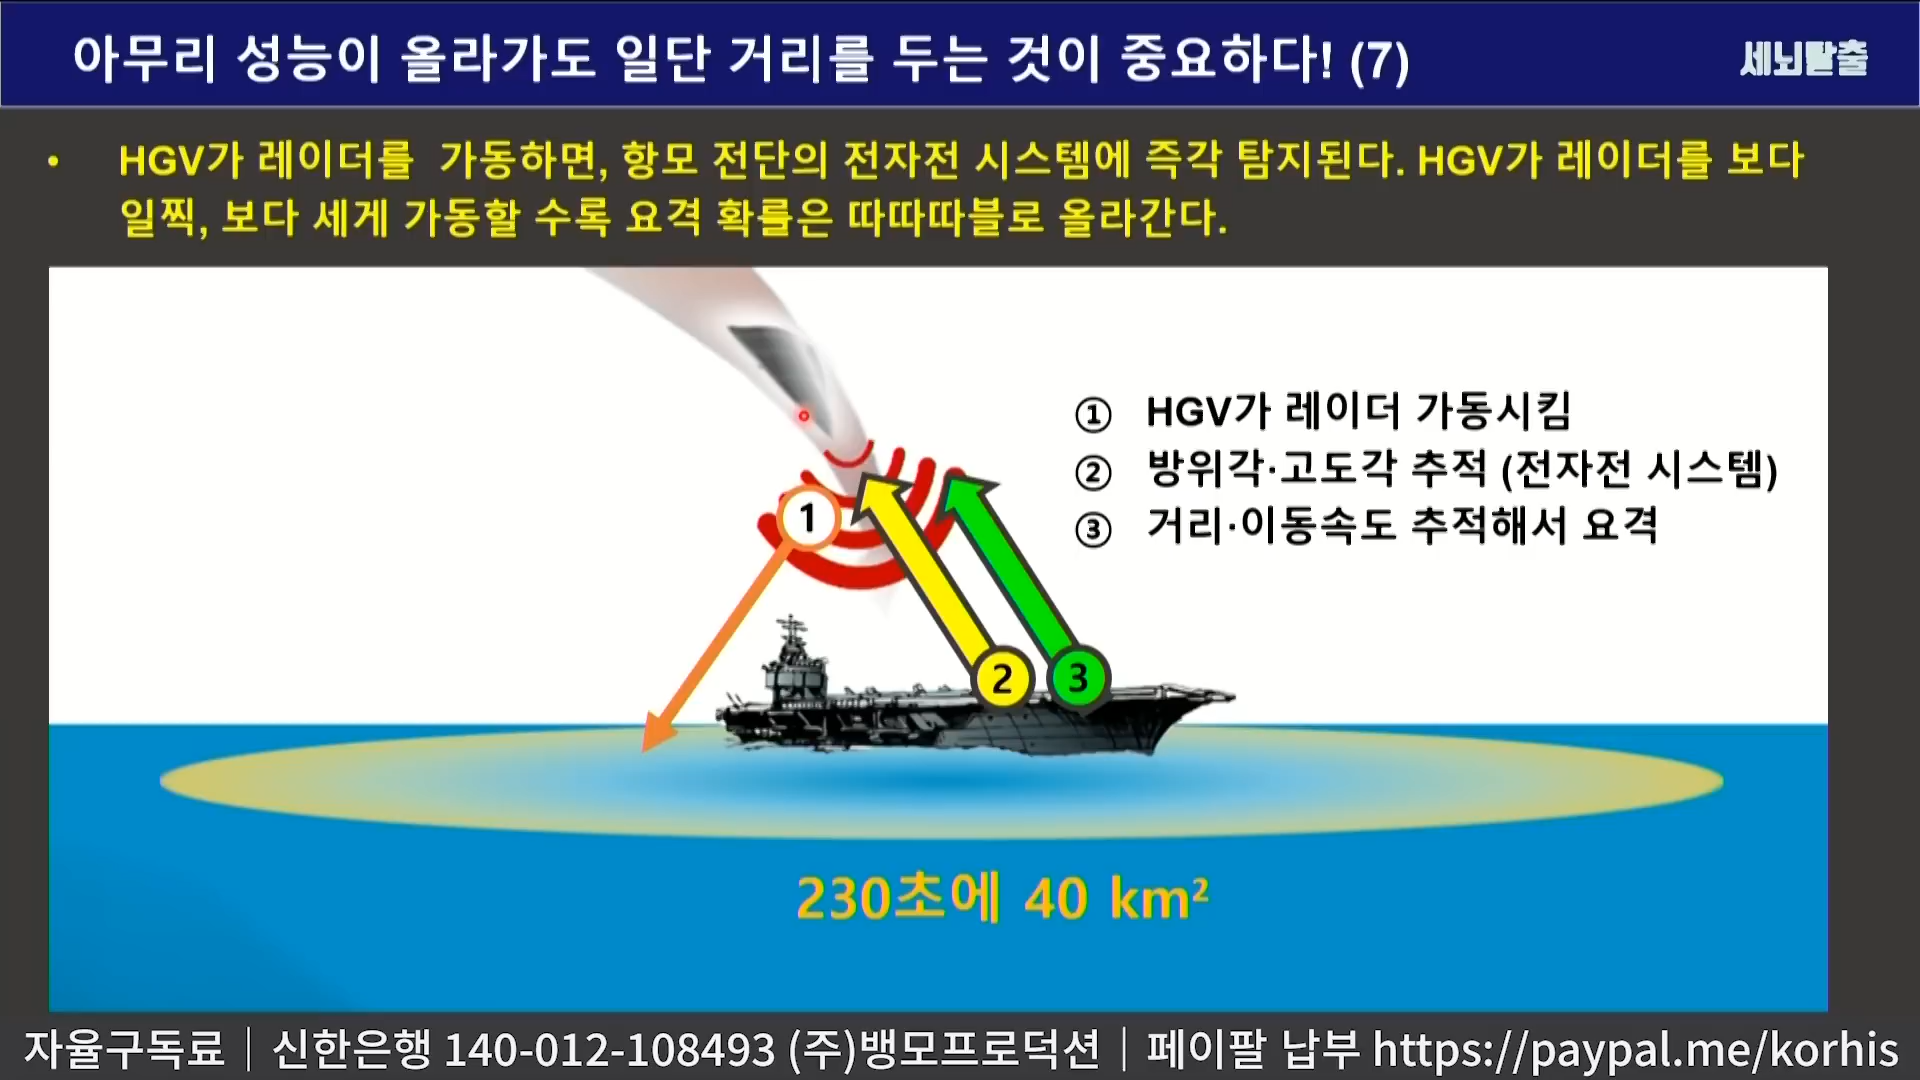 아무리 성능이 올라가도 일단 거리를 두는 것이 중요하다! (7)
세뇌탈출
• HGV가 레이더를 가동하면, 항모 전단의 전자전 시스템에 즉각 탐지된다. HGV가 레이더를 보다
일찍, 보다 세게 가동할 수록 요격 확률은 따따따블로 올라간다.
① HGV가 레이더 가동시킴
② 방위각·고도각 추적 (전자전 시스템)
③ 거리·이동속도 추적해서 요격
1
2
3
230초에 40 km²
자율구독료｜신한은행 140-012-108493 (주)뱅모프로덕션｜페이팔 납부 https://paypal.me/korhis